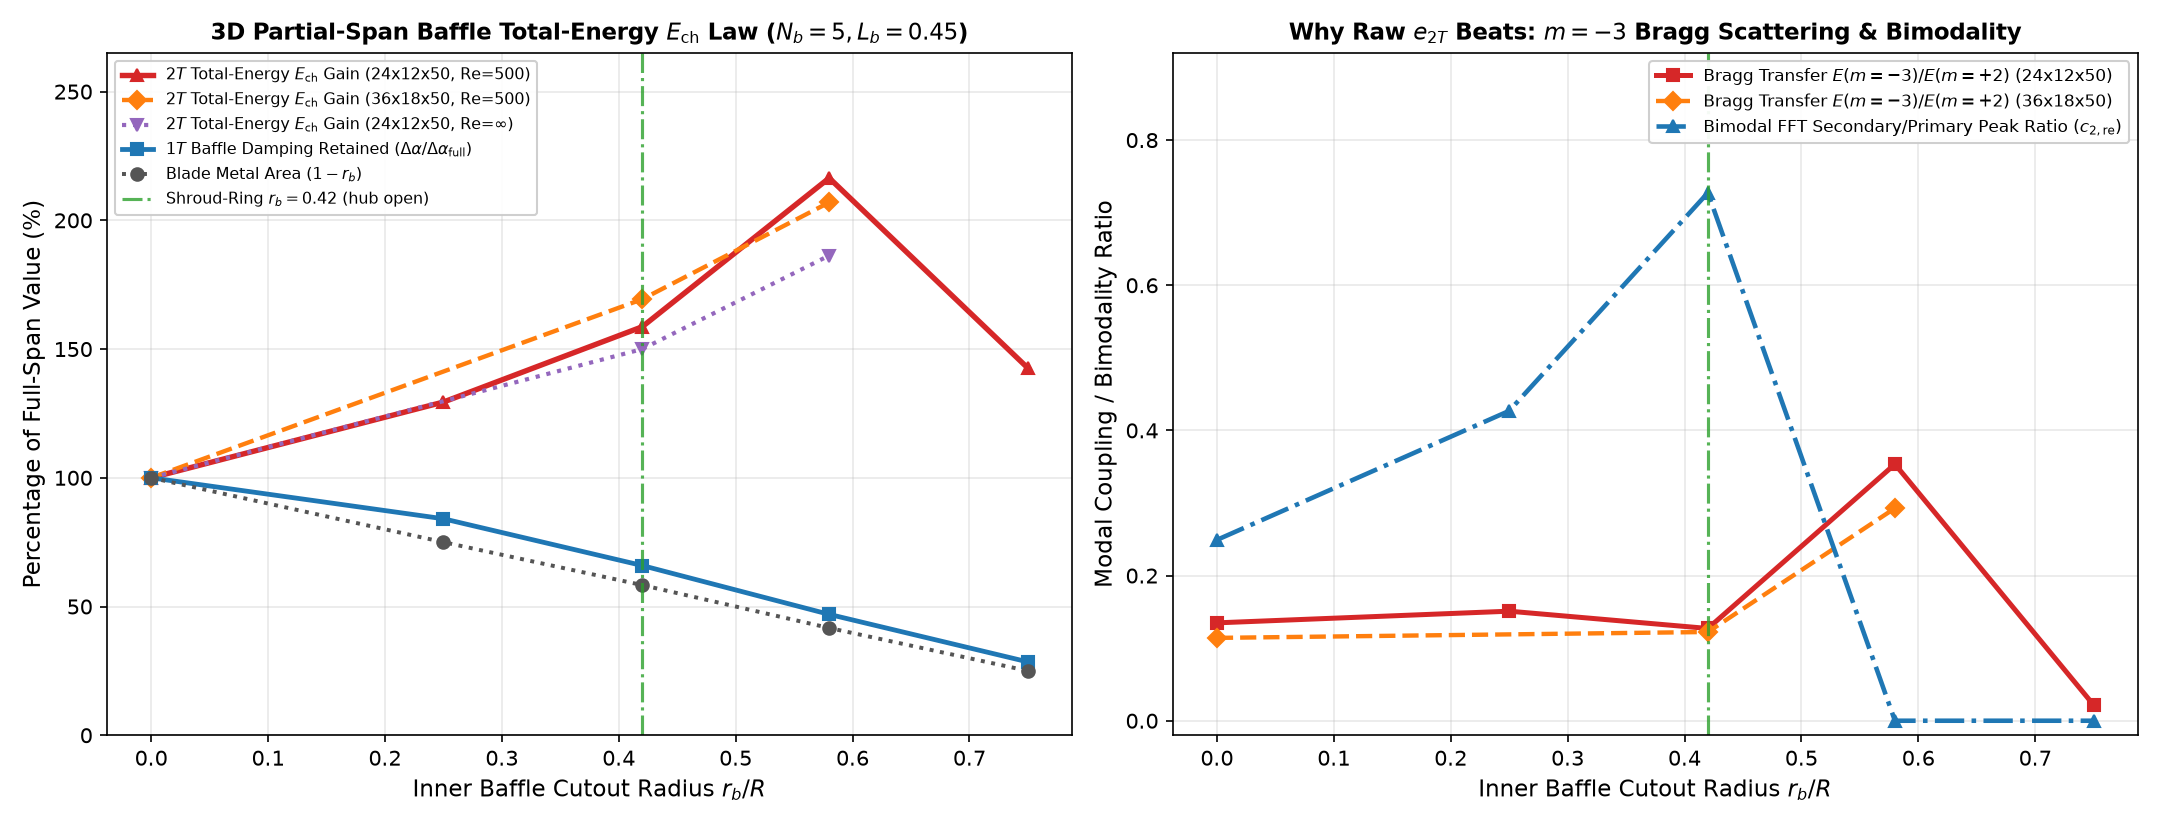 3D Partial-Span Baffle Total-Energy E_ch Law (N_b = 5, L_b = 0.45)
Percentage of Full-Span Value (%)
250
200
150
100
50
0
2T Total-Energy E_ch Gain (24x12x50, Re=500)
2T Total-Energy E_ch Gain (36x18x50, Re=500)
2T Total-Energy E_ch Gain (24x12x50, Re=∞)
1T Baffle Damping Retained (Δα/Δα_full)
Blade Metal Area (1 − r_b)
Shroud-Ring r_b = 0.42 (hub open)
0.0 0.1 0.2 0.3 0.4 0.5 0.6 0.7
Inner Baffle Cutout Radius r_b/R
Why Raw e_2T Beats: m = −3 Bragg Scattering & Bimodality
Modal Coupling / Bimodality Ratio
0.8
0.6
0.4
0.2
0.0
Bragg Transfer E(m = −3)/E(m = +2) (24x12x50)
Bragg Transfer E(m = −3)/E(m = +2) (36x18x50)
Bimodal FFT Secondary/Primary Peak Ratio (c_2,re)
0.0 0.1 0.2 0.3 0.4 0.5 0.6 0.7
Inner Baffle Cutout Radius r_b/R